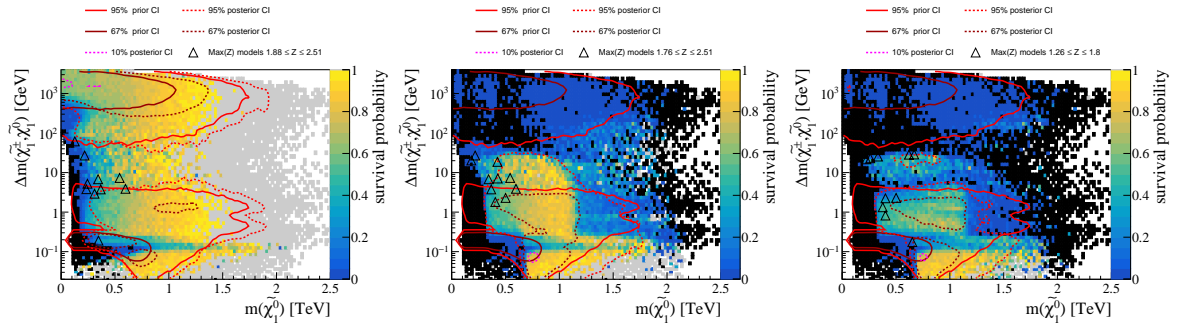 95% prior CI 95% posterior CI
67% prior CI 67% posterior CI
10% posterior CI Max(Z) models 1.88 ≤ Z ≤ 2.51
Δm(χ̃₁±, χ̃₁⁰) [GeV]
10³
10²
10
1
10⁻¹
0 0.5 1 1.5 2 2.5
m(χ̃₁⁰) [TeV]
1
0.8
0.6
0.4
0.2
0
survival probability
95% prior CI 95% posterior CI
67% prior CI 67% posterior CI
10% posterior CI Max(Z) models 1.76 ≤ Z ≤ 2.51
Δm(χ̃₁±, χ̃₁⁰) [GeV]
10³
10²
10
1
10⁻¹
0 0.5 1 1.5 2 2.5
m(χ̃₁⁰) [TeV]
1
0.8
0.6
0.4
0.2
0
survival probability
95% prior CI 95% posterior CI
67% prior CI 67% posterior CI
10% posterior CI Max(Z) models 1.26 ≤ Z ≤ 1.8
Δm(χ̃₁±, χ̃₁⁰) [GeV]
10³
10²
10
1
10⁻¹
0 0.5 1 1.5 2 2.5
m(χ̃₁⁰) [TeV]
1
0.8
0.6
0.4
0.2
0
survival probability